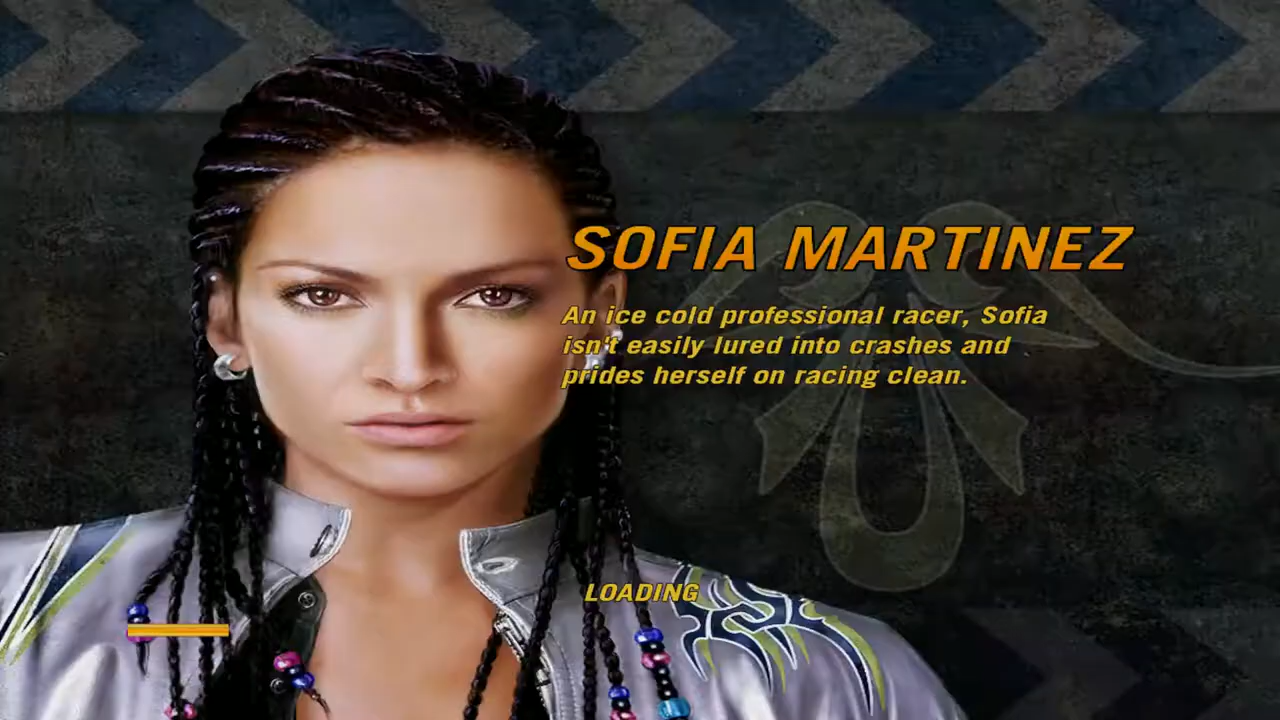 SOFIA MARTINEZ
An ice cold professional racer, Sofia
isn't easily lured into crashes and
prides herself on racing clean.
LOADING